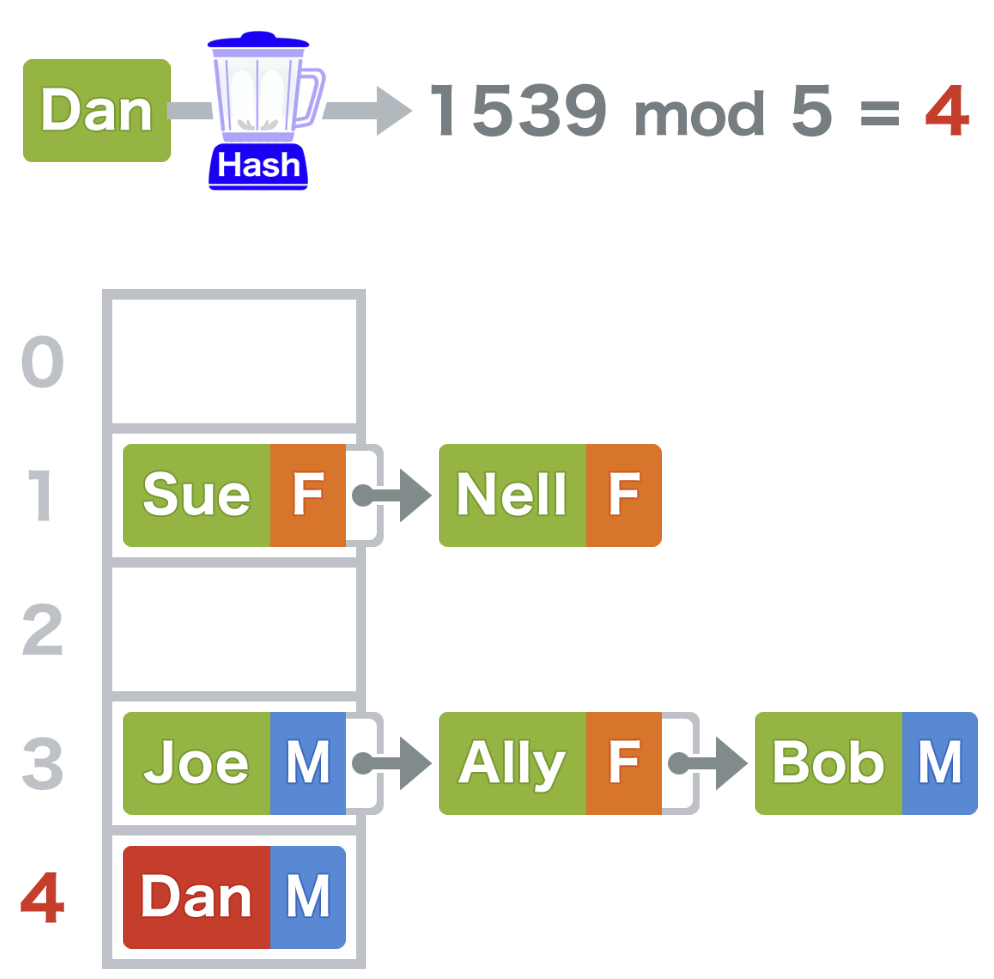 Dan
Hash
1539 mod 5 = 4
0
1 Sue F Nell F
2
3 Joe M Ally F Bob M
4 Dan M